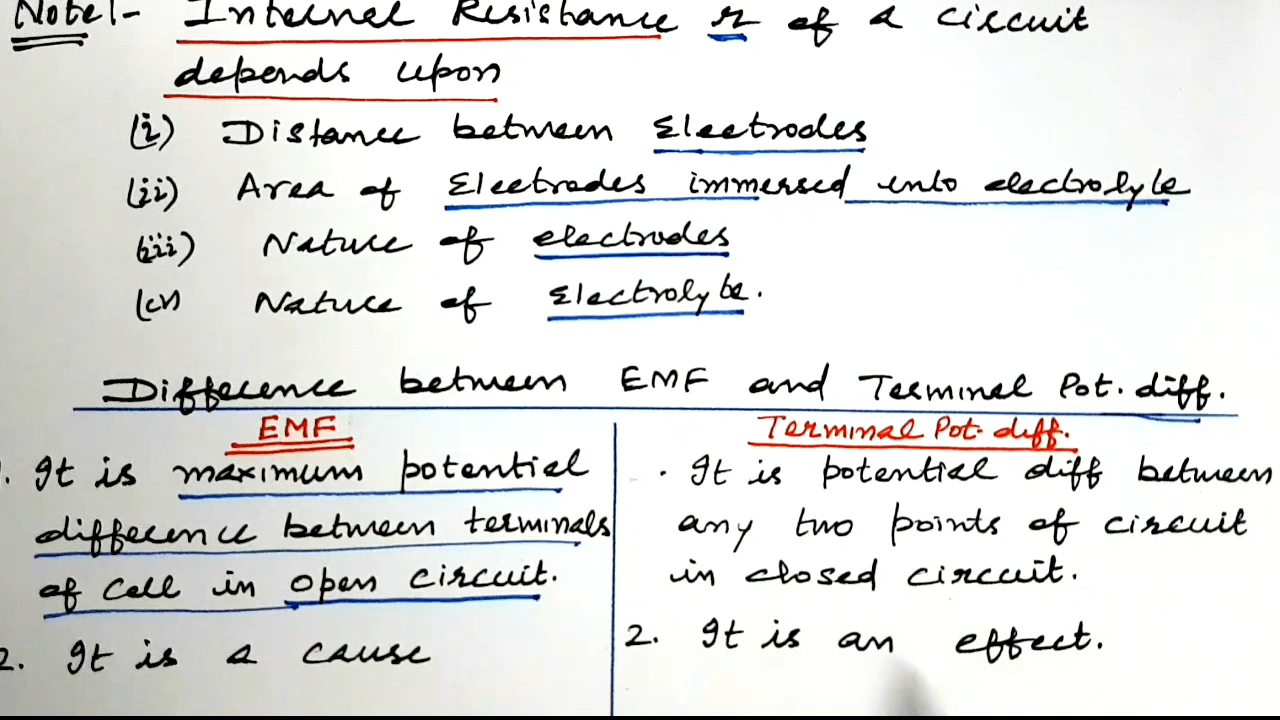 Note!- Internal Resistance r of a circuit
depends upon
(i) Distance between Electrodes
(ii) Area of Electrodes immersed into electrolyte
(iii) Nature of electrodes
(iv) Nature of Electrolyte.
Difference between EMF and Terminal Pot. diff.
EMF
1. It is maximum potential
difference between terminals
of cell in open circuit.
2. It is a cause
Terminal Pot. diff.
. It is potential diff between
any two points of circuit
in closed circuit.
2. It is an effect.